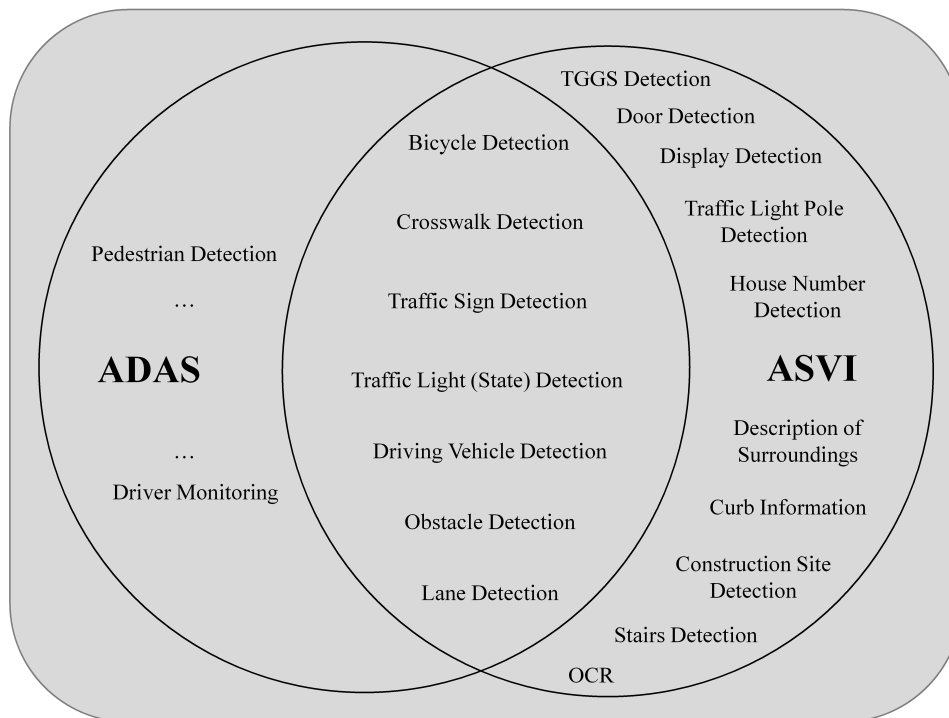 TGGS Detection
Door Detection
Display Detection
Bicycle Detection
Traffic Light Pole
Detection
Crosswalk Detection
Pedestrian Detection
House Number
Detection
…
Traffic Sign Detection
ADAS
ASVI
Traffic Light (State) Detection
Description of
Surroundings
…
Driving Vehicle Detection
Driver Monitoring
Curb Information
Obstacle Detection
Construction Site
Detection
Lane Detection
Stairs Detection
OCR